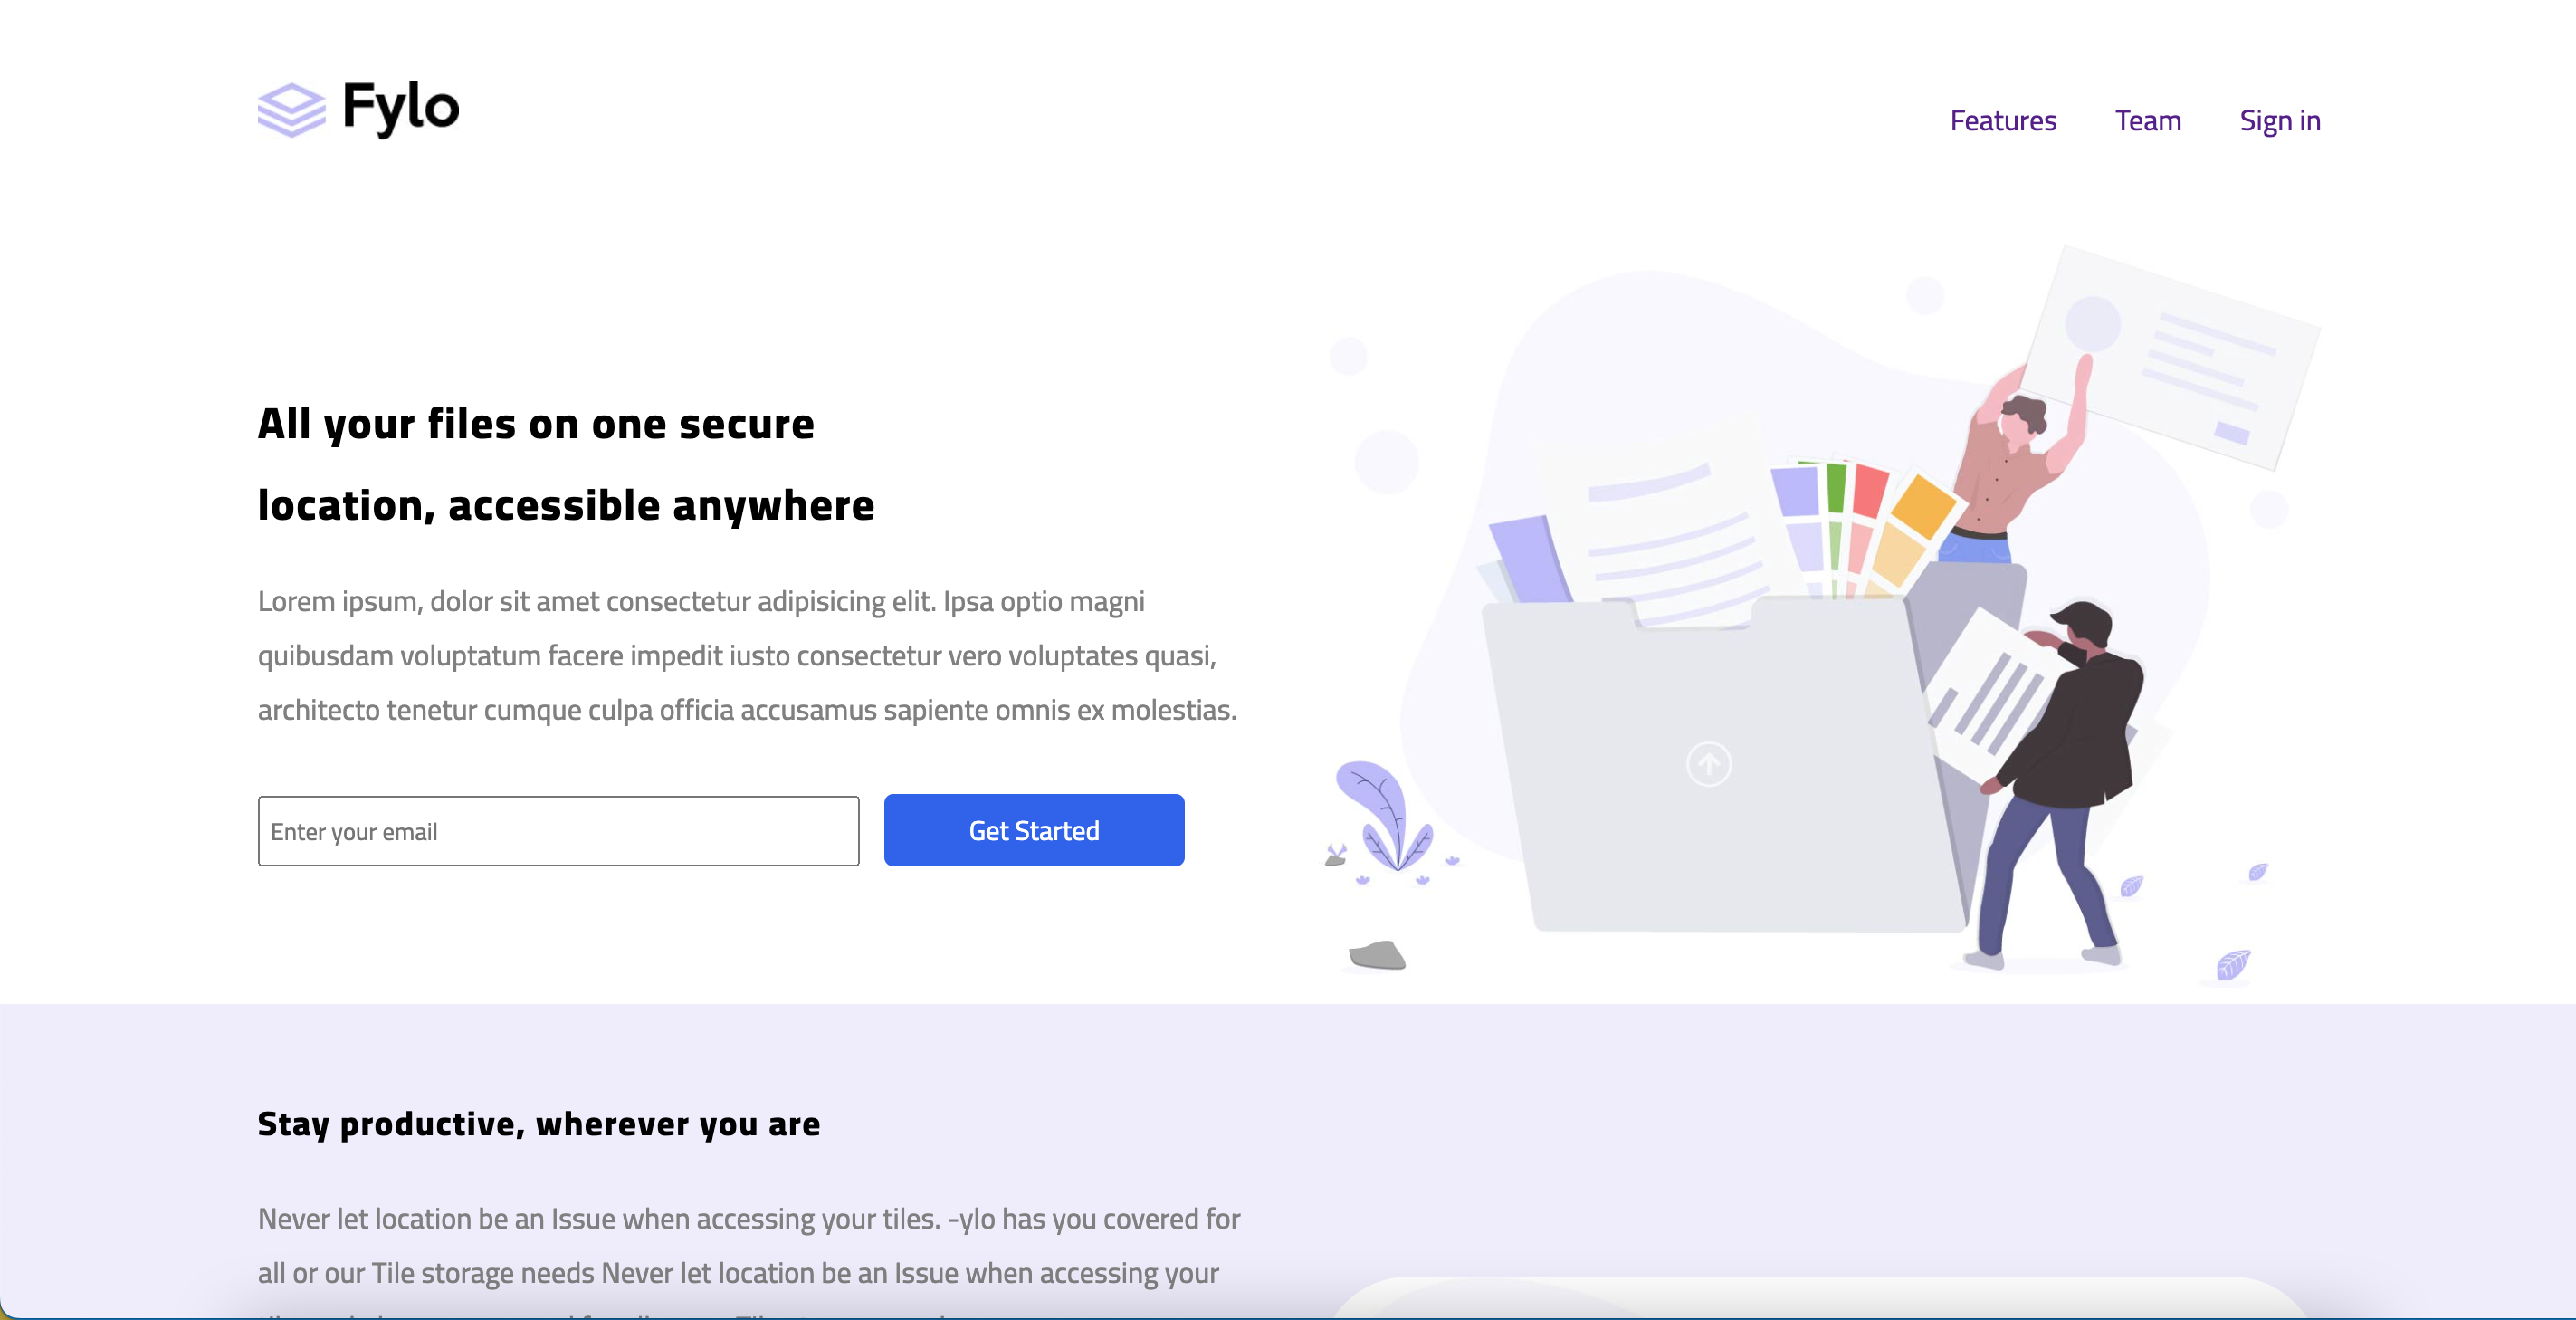 Fylo
Features
Team
Sign in
All your files on one secure
location, accessible anywhere
Lorem ipsum, dolor sit amet consectetur adipisicing elit. Ipsa optio magni
quibusdam voluptatum facere impedit iusto consectetur vero voluptates quasi,
architecto tenetur cumque culpa officia accusamus sapiente omnis ex molestias.
Enter your email
Get Started
Stay productive, wherever you are
Never let location be an Issue when accessing your tiles. -ylo has you covered for
all or our Tile storage needs Never let location be an Issue when accessing your